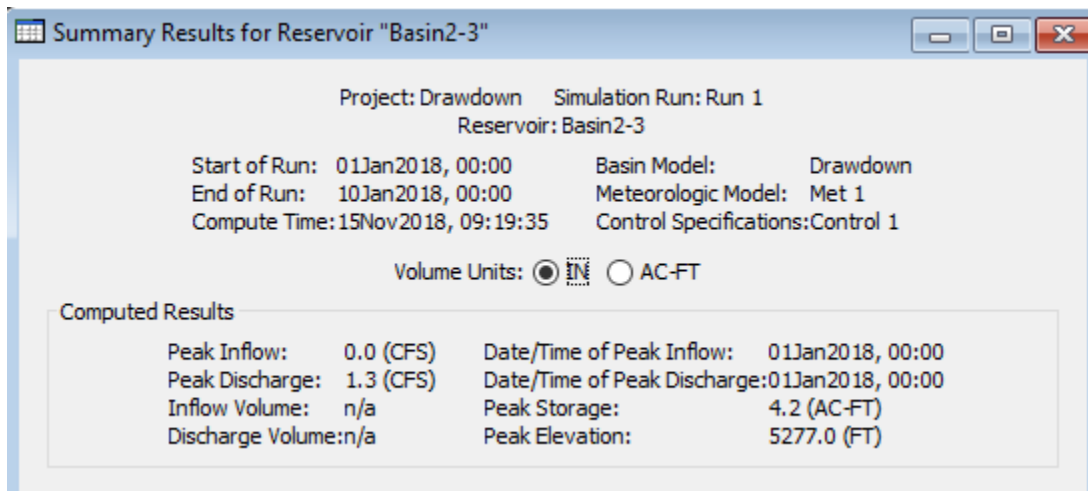 Summary Results for Reservoir "Basin2-3"
Project: Drawdown Simulation Run: Run 1
Reservoir: Basin2-3
Start of Run: 01Jan2018, 00:00 Basin Model: Drawdown
End of Run: 10Jan2018, 00:00 Meteorologic Model: Met 1
Compute Time:15Nov2018, 09:19:35 Control Specifications:Control 1
Volume Units: IN AC-FT
Computed Results
Peak Inflow: 0.0 (CFS) Date/Time of Peak Inflow: 01Jan2018, 00:00
Peak Discharge: 1.3 (CFS) Date/Time of Peak Discharge:01Jan2018, 00:00
Inflow Volume: n/a Peak Storage: 4.2 (AC-FT)
Discharge Volume:n/a Peak Elevation: 5277.0 (FT)